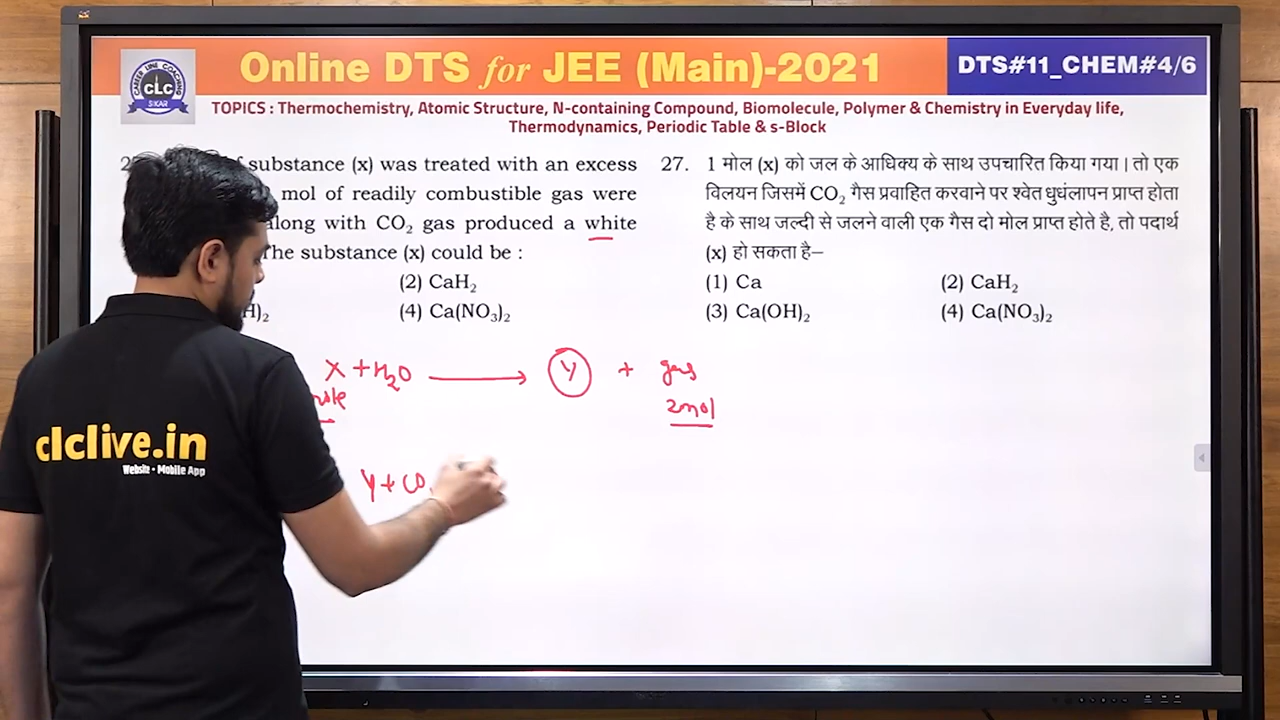 Online DTS for JEE (Main)-2021
DTS#11_CHEM#4/6
CAREER LINE COACHING
CLC
SIKAR
TOPICS : Thermochemistry, Atomic Structure, N-containing Compound, Biomolecule, Polymer & Chemistry in Everyday life,
Thermodynamics, Periodic Table & s-Block
substance (x) was treated with an excess
mol of readily combustible gas were
along with CO₂ gas produced a white
The substance (x) could be :
(2) CaH₂
(4) Ca(NO₃)₂
27. 1 मोल (x) को जल के आधिक्य के साथ उपचारित किया गया। तो एक
विलयन जिसमें CO₂ गैस प्रवाहित करवाने पर श्वेत धुधंलापन प्राप्त होता
है के साथ जल्दी से जलने वाली एक गैस दो मोल प्राप्त होते है, तो पदार्थ
(x) हो सकता है–
(1) Ca (2) CaH₂
(3) Ca(OH)₂ (4) Ca(NO₃)₂
X + H₂O ⟶ Y + gas
2mol
Y + CO
clclive.in
Website • Mobile App